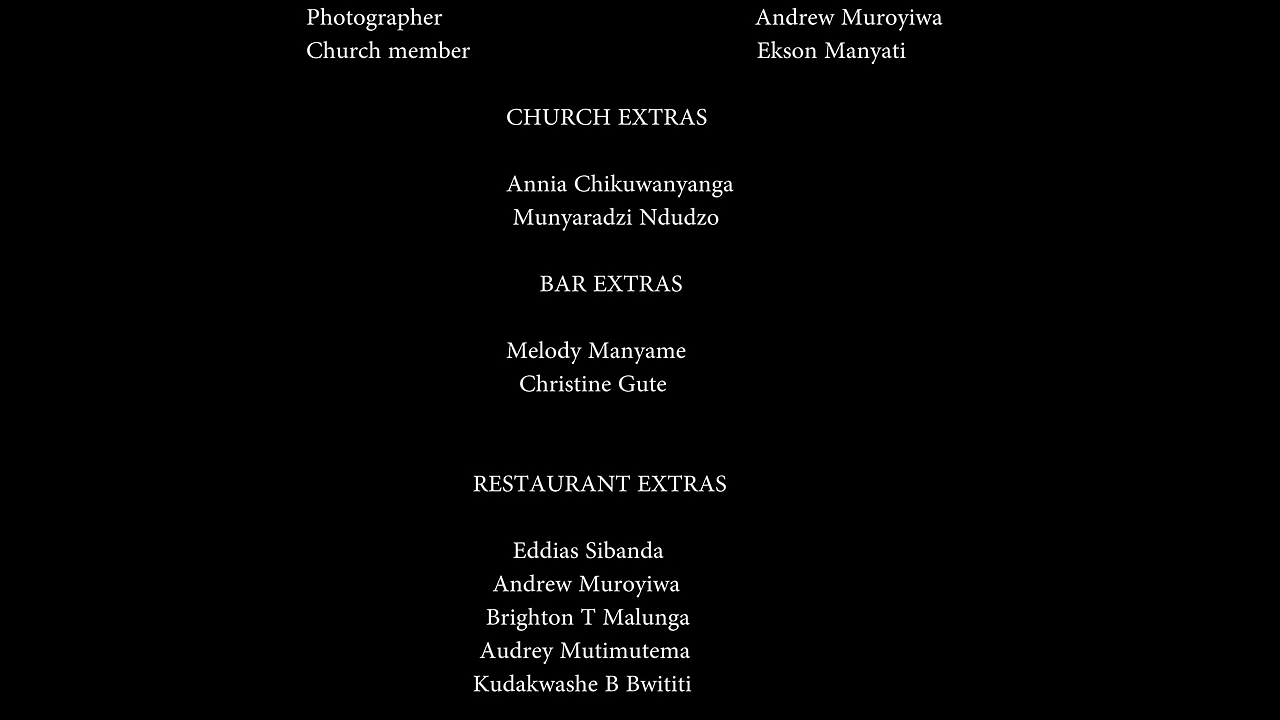 Photographer Andrew Muroyiwa
Church member Ekson Manyati
CHURCH EXTRAS
Annia Chikuwanyanga
Munyaradzi Ndudzo
BAR EXTRAS
Melody Manyame
Christine Gute
RESTAURANT EXTRAS
Eddias Sibanda
Andrew Muroyiwa
Brighton T Malunga
Audrey Mutimutema
Kudakwashe B Bwititi